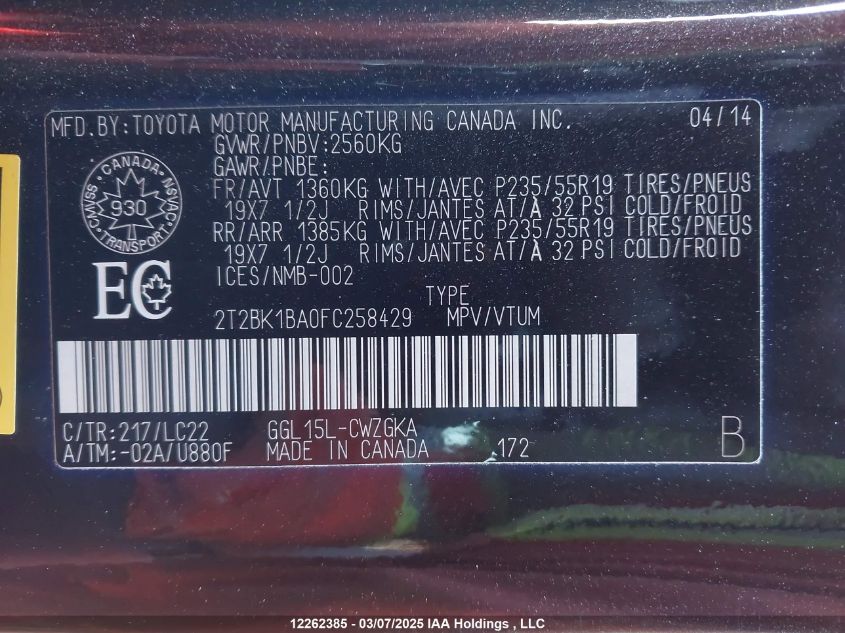 MFD.BY:TOYOTA MOTOR MANUFACTURING CANADA INC. 04/14
GVWR/PNBV:2560KG
GAWR/PNBE:
FR/AVT 1360KG WITH/AVEC P235/55R19 TIRES/PNEUS
19X7 1/2J RIMS/JANTES AT/À 32 PSI COLD/FROID
RR/ARR 1385KG WITH/AVEC P235/55R19 TIRES/PNEUS
19X7 1/2J RIMS/JANTES AT/À 32 PSI COLD/FROID
CANADA
CMVSS NSVAC
930
TRANSPORT
EC
ICES/NMB-002
TYPE
2T2BK1BA0FC258429 MPV/VTUM
C/TR:217/LC22 GGL15L-CWZGKA
A/TM:-02A/U880F MADE IN CANADA 172 B
12262385 - 03/07/2025 IAA Holdings , LLC